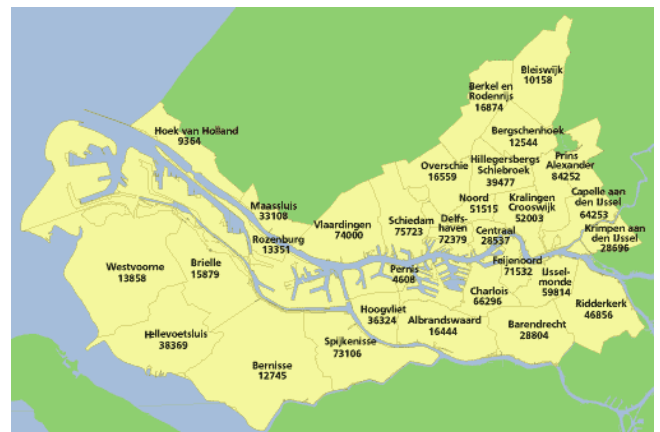 Bleiswijk
10158
Berkel en
Rodenrijs
16874
Bergschenhoek
12544
Hoek van Holland
9364
Overschie
16559
Hillegersbergs
Schiebroek
39477
Prins
Alexander
84252
Maassluis
33108
Noord
51515
Kralingen
Crooswijk
52003
Capelle aan
den IJssel
64253
Vlaardingen
74000
Schiedam
75723
Delfs-
haven
72379
Centraal
28537
Krimpen aan
den IJssel
28696
Rozenburg
13351
Westvoorne
13858
Brielle
15879
Pernis
4608
Feijenoord
71532
IJssel-
monde
59814
Charlois
66296
Ridderkerk
46856
Hoogvliet
36324
Albrandswaard
16444
Barendrecht
28804
Hellevoetsluis
38369
Spijkenisse
73106
Bernisse
12745